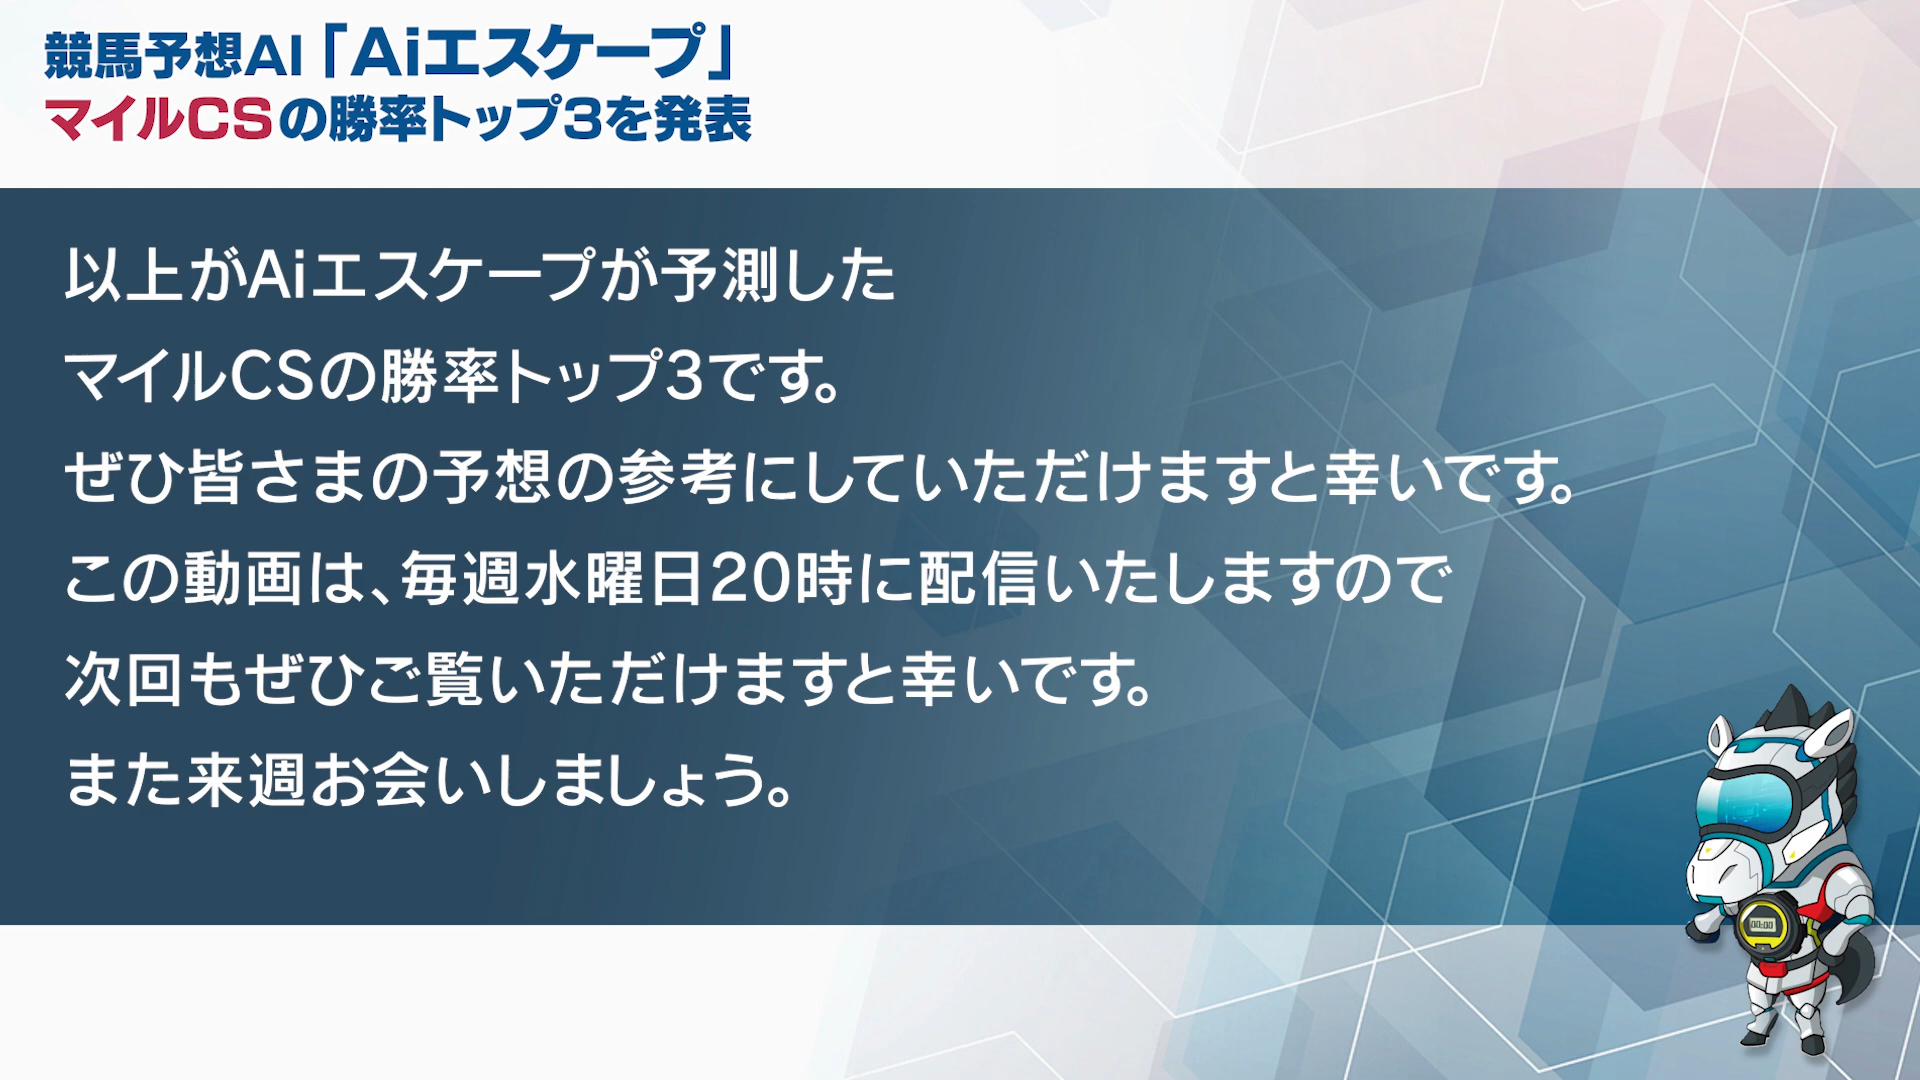 競馬予想AI「Aiエスケープ」
マイルCSの勝率トップ3を発表
以上がAiエスケープが予測した
マイルCSの勝率トップ3です。
ぜひ皆さまの予想の参考にしていただけますと幸いです。
この動画は、毎週水曜日20時に配信いたしますので
次回もぜひご覧いただけますと幸いです。
また来週お会いしましょう。
00:00